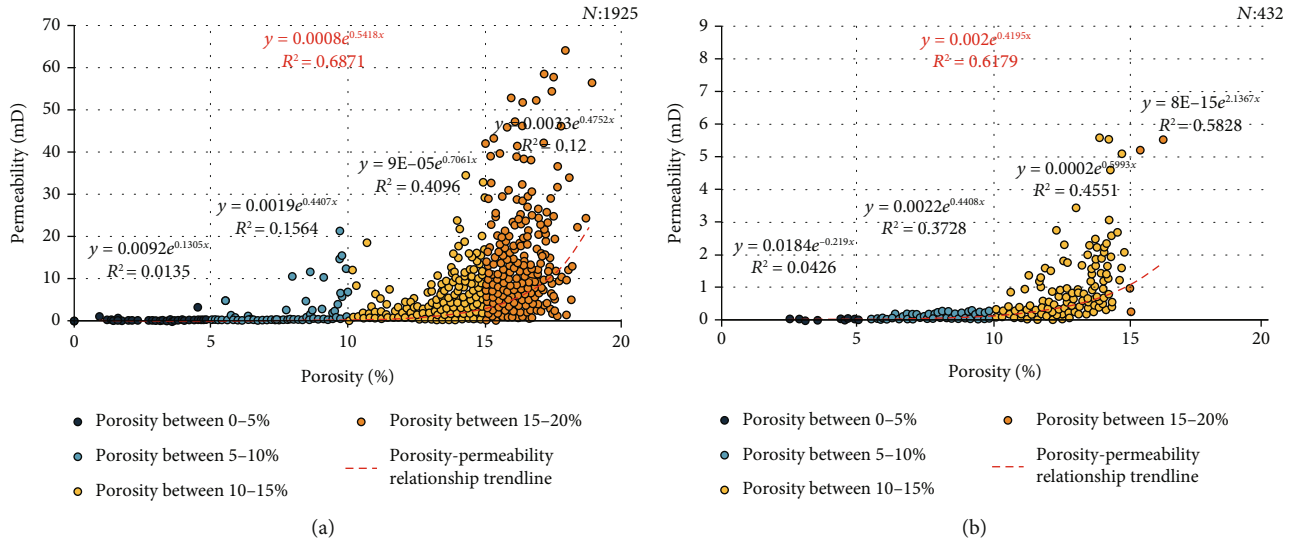 N:1925
70
60
50
40
30
20
10
0
Permeability (mD)
y = 0.0008e^0.5418x
R² = 0.6871
y = 0.0033e^0.4752x
R² = 0.12
y = 9E–05e^0.7061x
R² = 0.4096
y = 0.0019e^0.4407x
R² = 0.1564
y = 0.0092e^0.1305x
R² = 0.0135
0 5 10 15 20
Porosity (%)
Porosity between 0–5%
Porosity between 5–10%
Porosity between 10–15%
Porosity between 15–20%
Porosity-permeability
relationship trendline
(a)
N:432
9
8
7
6
5
4
3
2
1
0
Permeability (mD)
y = 0.002e^0.4195x
R² = 0.6179
y = 8E–15e^2.1367x
R² = 0.5828
y = 0.0002e^0.5993x
R² = 0.4551
y = 0.0022e^0.4408x
R² = 0.3728
y = 0.0184e^–0.219x
R² = 0.0426
0 5 10 15 20
Porosity (%)
Porosity between 0–5%
Porosity between 5–10%
Porosity between 10–15%
Porosity between 15–20%
Porosity-permeability
relationship trendline
(b)